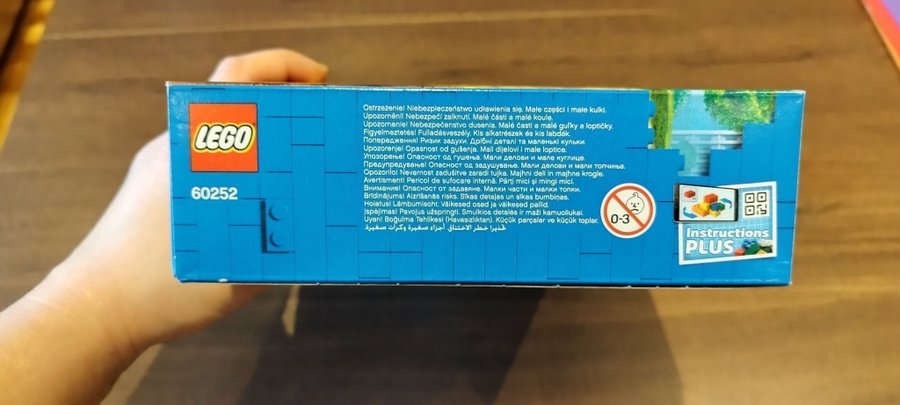 LEGO
60252
Ostrzeżenie! Niebezpieczeństwo udławienia się. Małe części i małe kulki.
Upozornění! Nebezpečí zalknutí. Malé části a malé koule.
Upozornenie! Nebezpečenstvo dusenia. Malé časti a malé guľky a loptičky.
Figyelmeztetés! Fulladásveszély. Kis alkatrészek és kis labdák.
Попередження! Ризик задухи. Дрібні деталі та маленькі кульки.
Upozorenje! Opasnost od gušenja. Mali dijelovi i male loptice.
Упозорење! Опасност од гушења. Мали делови и мале куглице.
Предупредување! Опасност од задушување. Мали делови и мали топчиња.
Opozorilo! Nevarnost zadušitve zaradi tujka. Majhni deli in majhne krogle.
Avertisment! Pericol de sufocare internă. Părți mici și mingi mici.
Внимание! Опасност от задавяне. Малки части и малки топки.
Brīdinājums! Aizrīšanās risks. Sīkas detaļas un sīkas bumbiņas.
Hoiatus! Lämbumisoht. Väikesed osad ja väikesed pallid.
Įspėjimas! Pavojus užspringti. Smulkios detalės ir maži kamuoliukai.
Uyarı! Boğulma Tehlikesi (Havasızlıktan). Küçük parçalar ve küçük toplar.
تحذير! خطر الاختناق. أجزاء صغيرة وكرات صغيرة.
0-3
Instructions
PLUS